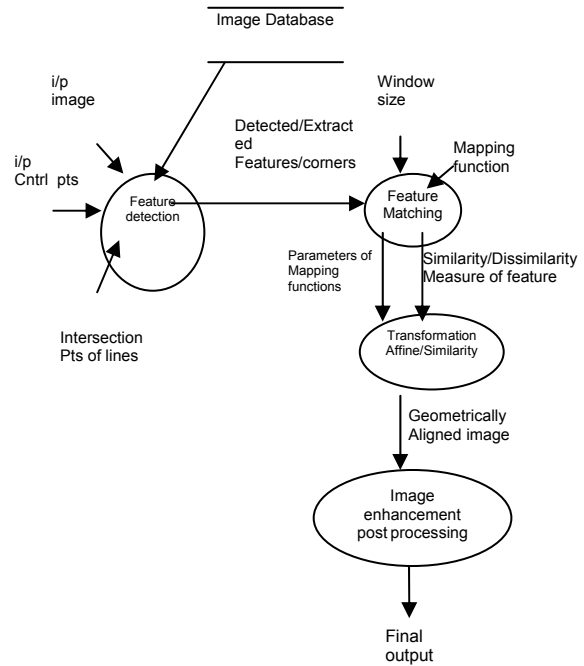 Image Database
i/p
image
Window
size
Detected/Extract
ed
Features/corners
i/p
Cntrl pts
Mapping
function
Feature
detection
Feature
Matching
Parameters of
Mapping
functions
Similarity/Dissimilarity
Measure of feature
Intersection
Pts of lines
Transformation
Affine/Similarity
Geometrically
Aligned image
Image
enhancement
post processing
Final
output